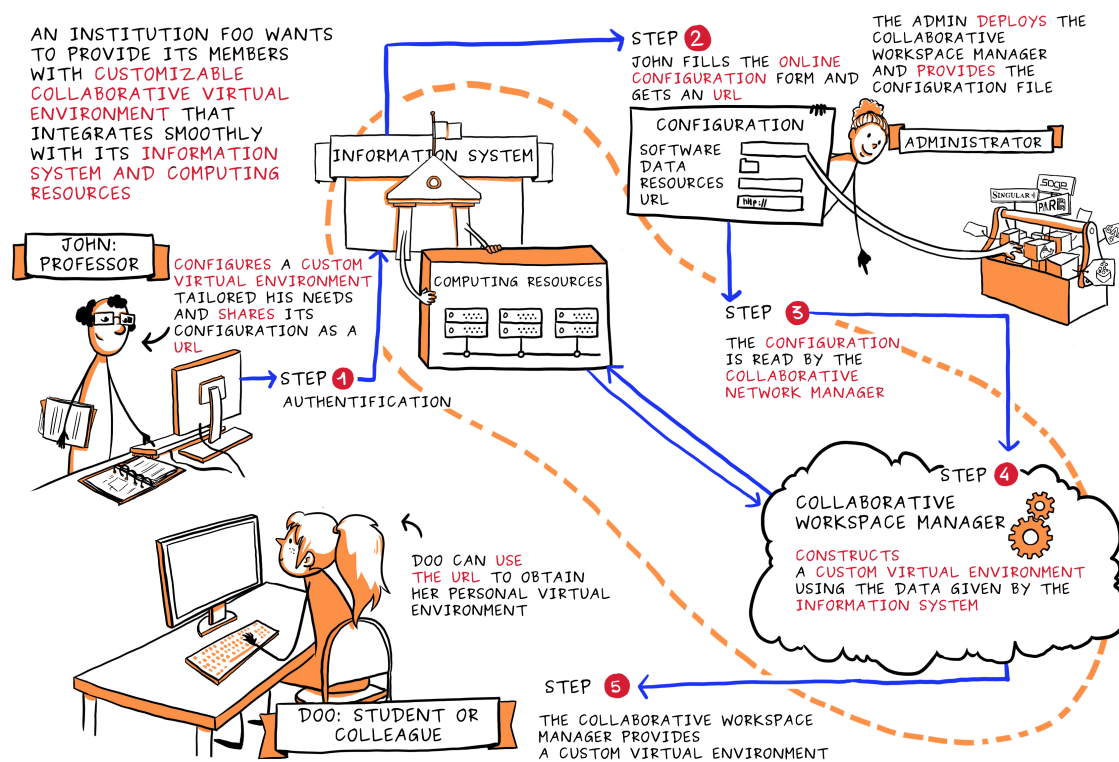 AN INSTITUTION FOO WANTS
TO PROVIDE ITS MEMBERS
WITH CUSTOMIZABLE
COLLABORATIVE VIRTUAL
ENVIRONMENT THAT
INTEGRATES SMOOTHLY
WITH ITS INFORMATION
SYSTEM AND COMPUTING
RESOURCES
JOHN:
PROFESSOR
CONFIGURES A CUSTOM
VIRTUAL ENVIRONMENT
TAILORED HIS NEEDS
AND SHARES ITS
CONFIGURATION AS A
URL
STEP 1
AUTHENTIFICATION
INFORMATION SYSTEM
COMPUTING RESOURCES
STEP 2
JOHN FILLS THE ONLINE
CONFIGURATION FORM AND
GETS AN URL
CONFIGURATION
SOFTWARE
DATA
RESOURCES
URL
http://
THE ADMIN DEPLOYS THE
COLLABORATIVE
WORKSPACE MANAGER
AND PROVIDES THE
CONFIGURATION FILE
ADMINISTRATOR
SINGULAR
sage
PARI
STEP 3
THE CONFIGURATION
IS READ BY THE
COLLABORATIVE
NETWORK MANAGER
STEP 4
COLLABORATIVE
WORKSPACE MANAGER
CONSTRUCTS
A CUSTOM VIRTUAL ENVIRONMENT
USING THE DATA GIVEN BY THE
INFORMATION SYSTEM
DOO CAN USE
THE URL TO OBTAIN
HER PERSONAL VIRTUAL
ENVIRONMENT
DOO: STUDENT OR
COLLEAGUE
STEP 5
THE COLLABORATIVE WORKSPACE
MANAGER PROVIDES
A CUSTOM VIRTUAL ENVIRONMENT